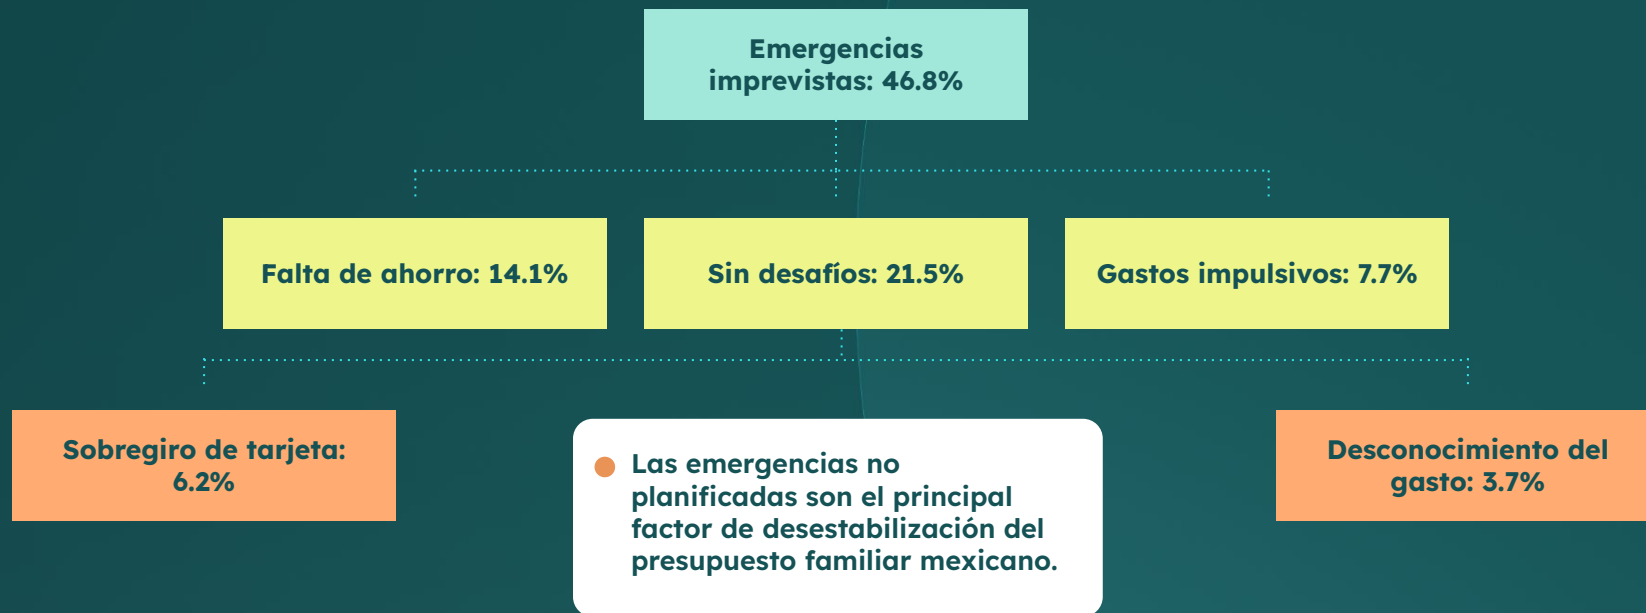 Emergencias
imprevistas: 46.8%
Falta de ahorro: 14.1%
Sin desafíos: 21.5%
Gastos impulsivos: 7.7%
Sobregiro de tarjeta:
6.2%
Las emergencias no
planificadas son el principal
factor de desestabilización del
presupuesto familiar mexicano.
Desconocimiento del
gasto: 3.7%